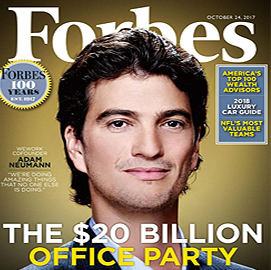 OCTOBER 24, 2017
Forbes
FORBES
100
YEARS
EST. 1917
AMERICA'S
TOP 100
WEALTH
ADVISORS
2018
LUXURY
CAR GUIDE
NFL'S MOST
VALUABLE
TEAMS
WEWORK
COFOUNDER
ADAM
NEUMANN
"WE'RE DOING
AMAZING THINGS
THAT NO ONE ELSE
IS DOING."
THE $20 BILLION
OFFICE PARTY